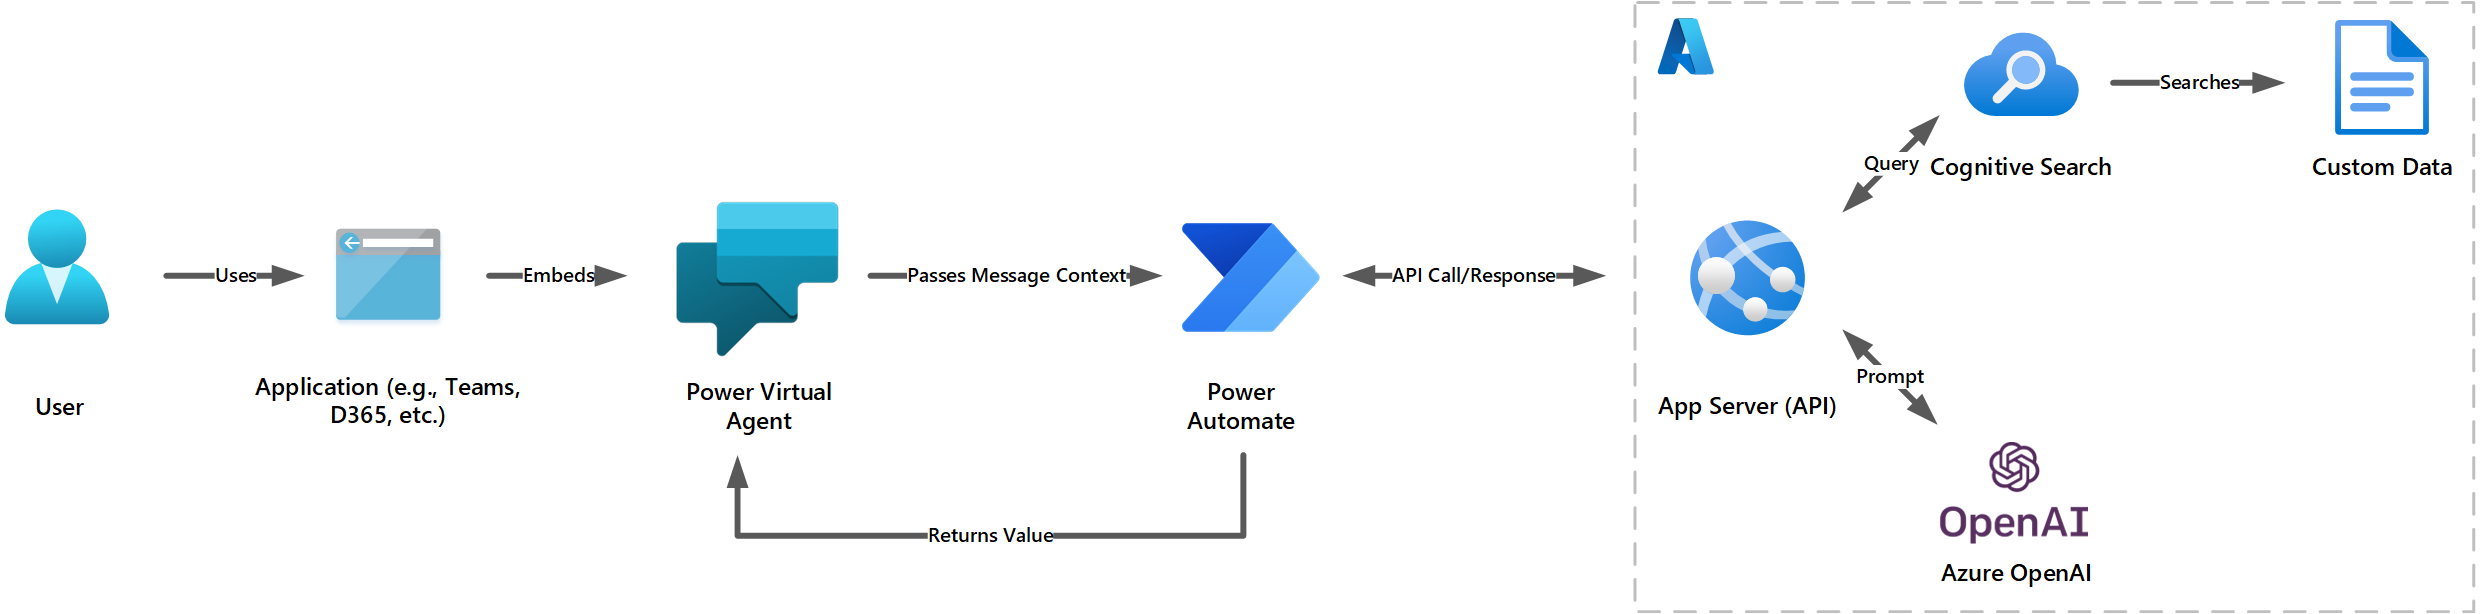 Uses
Embeds
Passes Message Context
API Call/Response
Query
Searches
Cognitive Search
Custom Data
User
Application (e.g., Teams,
D365, etc.)
Power Virtual
Agent
Power
Automate
App Server (API)
Prompt
Returns Value
OpenAI
Azure OpenAI